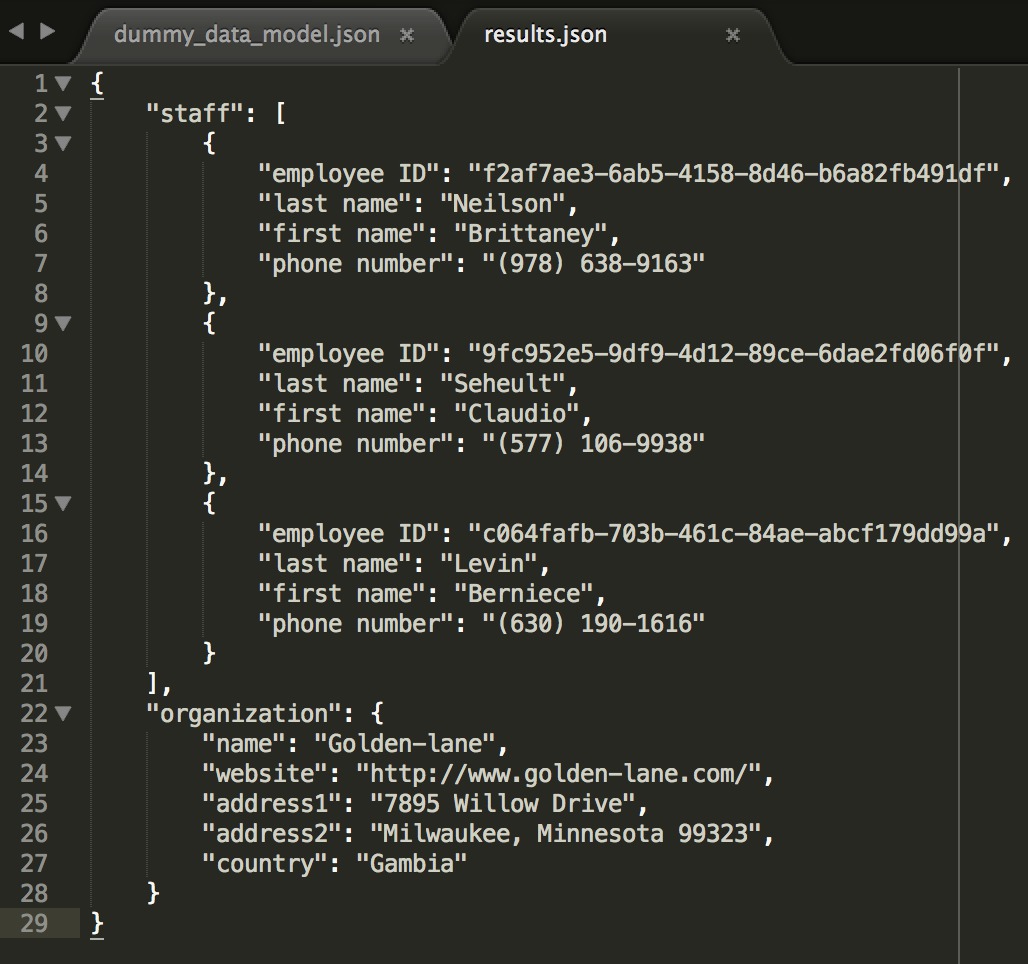 dummy_data_model.json × results.json ×
1 {
2 "staff": [
3 {
4 "employee ID": "f2af7ae3-6ab5-4158-8d46-b6a82fb491df",
5 "last name": "Neilson",
6 "first name": "Brittaney",
7 "phone number": "(978) 638-9163"
8 },
9 {
10 "employee ID": "9fc952e5-9df9-4d12-89ce-6dae2fd06f0f",
11 "last name": "Seheult",
12 "first name": "Claudio",
13 "phone number": "(577) 106-9938"
14 },
15 {
16 "employee ID": "c064fafb-703b-461c-84ae-abcf179dd99a",
17 "last name": "Levin",
18 "first name": "Berniece",
19 "phone number": "(630) 190-1616"
20 }
21 ],
22 "organization": {
23 "name": "Golden-lane",
24 "website": "http://www.golden-lane.com/",
25 "address1": "7895 Willow Drive",
26 "address2": "Milwaukee, Minnesota 99323",
27 "country": "Gambia"
28 }
29 }